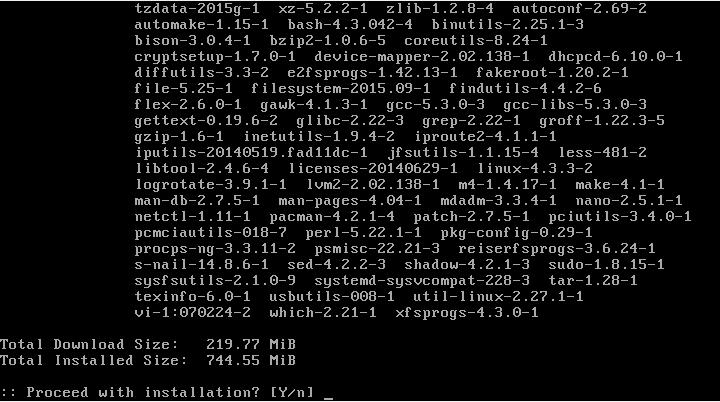 tzdata-2015g-1  xz-5.2.2-1  zlib-1.2.8-4  autoconf-2.69-2
automake-1.15-1  bash-4.3.042-4  binutils-2.25.1-3
bison-3.0.4-1  bzip2-1.0.6-5  coreutils-8.24-1
cryptsetup-1.7.0-1  device-mapper-2.02.138-1  dhcpcd-6.10.0-1
diffutils-3.3-2  e2fsprogs-1.42.13-1  fakeroot-1.20.2-1
file-5.25-1  filesystem-2015.09-1  findutils-4.4.2-6
flex-2.6.0-1  gawk-4.1.3-1  gcc-5.3.0-3  gcc-libs-5.3.0-3
gettext-0.19.6-2  glibc-2.22-3  grep-2.22-1  groff-1.22.3-5
gzip-1.6-1  inetutils-1.9.4-2  iproute2-4.1.1-1
iputils-20140519.fad11dc-1  jfsutils-1.1.15-4  less-481-2
libtool-2.4.6-4  licenses-20140629-1  linux-4.3.3-2
logrotate-3.9.1-1  lvm2-2.02.138-1  m4-1.4.17-1  make-4.1-1
man-db-2.7.5-1  man-pages-4.04-1  mdadm-3.3.4-1  nano-2.5.1-1
netctl-1.11-1  pacman-4.2.1-4  patch-2.7.5-1  pciutils-3.4.0-1
pcmciautils-018-7  perl-5.22.1-1  pkg-config-0.29-1
procps-ng-3.3.11-2  psmisc-22.21-3  reiserfsprogs-3.6.24-1
s-nail-14.8.6-1  sed-4.2.2-3  shadow-4.2.1-3  sudo-1.8.15-1
sysfsutils-2.1.0-9  systemd-sysvcompat-228-3  tar-1.28-1
texinfo-6.0-1  usbutils-008-1  util-linux-2.27.1-1
vi-1:070224-2  which-2.21-1  xfsprogs-4.3.0-1
Total Download Size:   219.77 MiB
Total Installed Size:  744.55 MiB
:: Proceed with installation? [Y/n] _